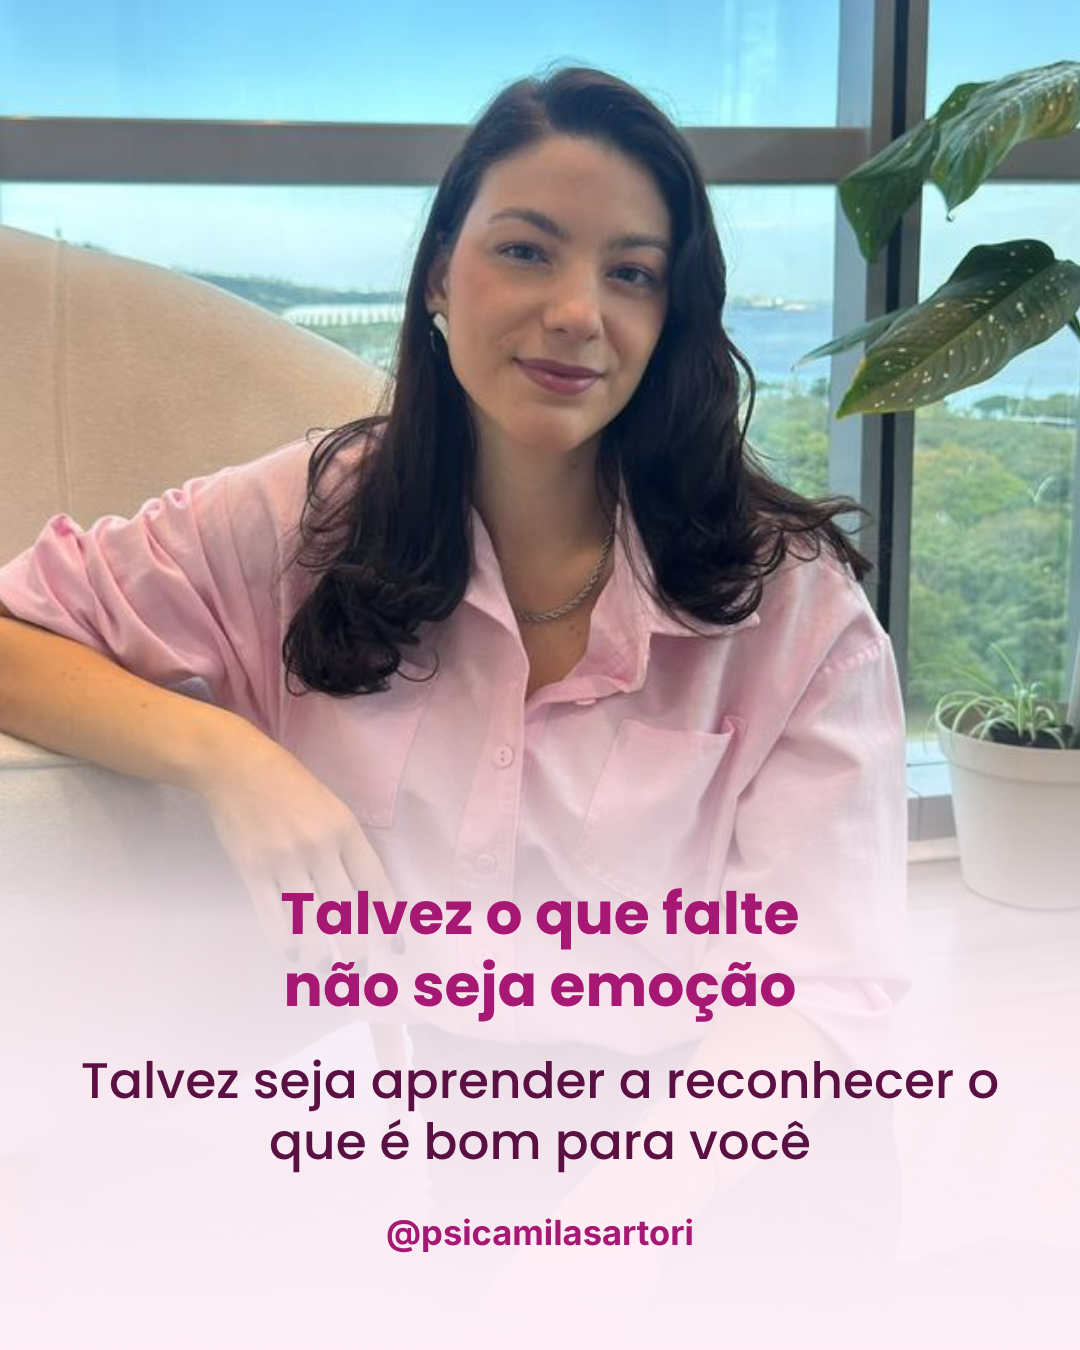 Talvez o que falte
não seja emoção
Talvez seja aprender a reconhecer o
que é bom para você
@psicamilasartori